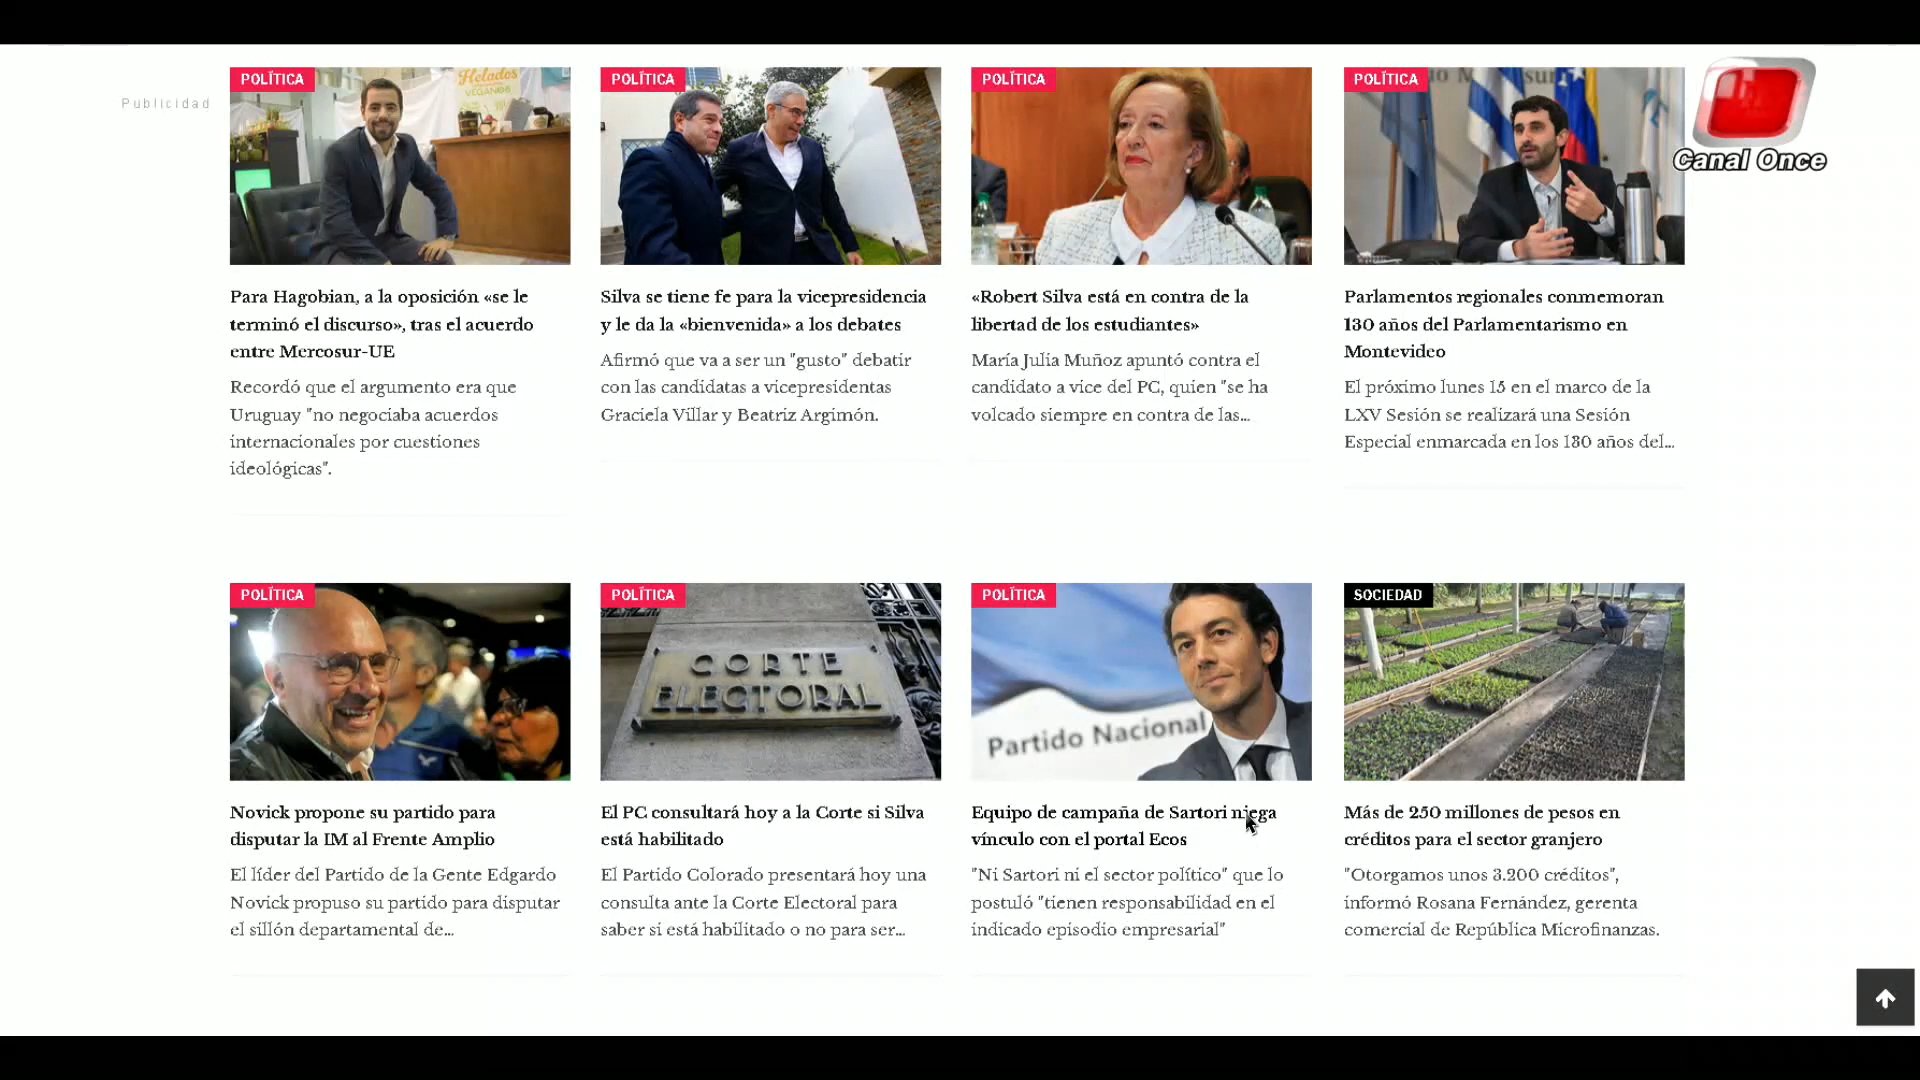 Publicidad
POLÍTICA
Helados
VEGANOS
Para Hagobian, a la oposición «se le
terminó el discurso», tras el acuerdo
entre Mercosur-UE
Recordó que el argumento era que
Uruguay "no negociaba acuerdos
internacionales por cuestiones
ideológicas".
POLÍTICA
Silva se tiene fe para la vicepresidencia
y le da la «bienvenida» a los debates
Afirmó que va a ser un "gusto" debatir
con las candidatas a vicepresidentas
Graciela Villar y Beatriz Argimón.
POLÍTICA
«Robert Silva está en contra de la
libertad de los estudiantes»
María Julia Muñoz apuntó contra el
candidato a vice del PC, quien "se ha
volcado siempre en contra de las...
POLÍTICA
Parlamentos regionales conmemoran
130 años del Parlamentarismo en
Montevideo
El próximo lunes 15 en el marco de la
LXV Sesión se realizará una Sesión
Especial enmarcada en los 130 años del...
Canal Once
POLÍTICA
Novick propone su partido para
disputar la IM al Frente Amplio
El líder del Partido de la Gente Edgardo
Novick propuso su partido para disputar
el sillón departamental de...
POLÍTICA
CORTE
ELECTORAL
El PC consultará hoy a la Corte si Silva
está habilitado
El Partido Colorado presentará hoy una
consulta ante la Corte Electoral para
saber si está habilitado o no para ser...
POLÍTICA
Partido Nacional
Equipo de campaña de Sartori niega
vínculo con el portal Ecos
"Ni Sartori ni el sector político" que lo
postuló "tienen responsabilidad en el
indicado episodio empresarial"
SOCIEDAD
Más de 250 millones de pesos en
créditos para el sector granjero
"Otorgamos unos 3.200 créditos",
informó Rosana Fernández, gerenta
comercial de República Microfinanzas.